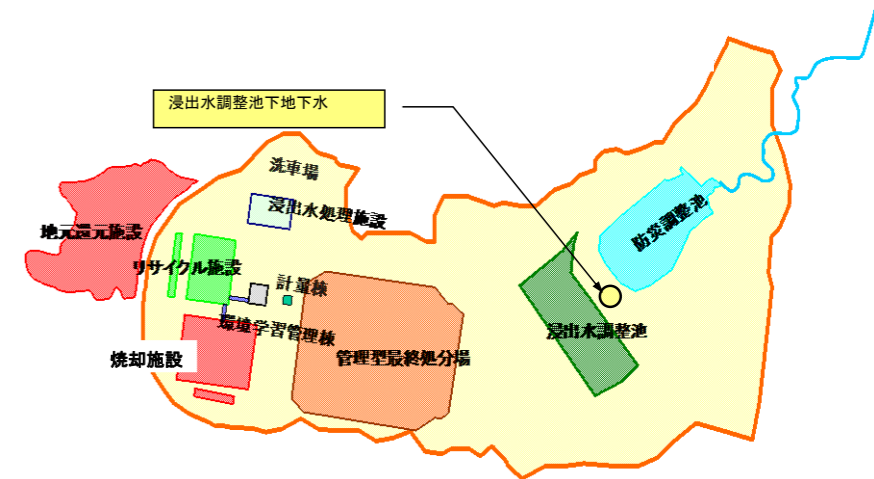 浸出水調整池下地下水
洗車場
浸出水処理施設
防災調整池
地元還元施設
リサイクル施設
計量棟
環境学習管理棟
浸出水調整池
焼却施設
管理型最終処分場